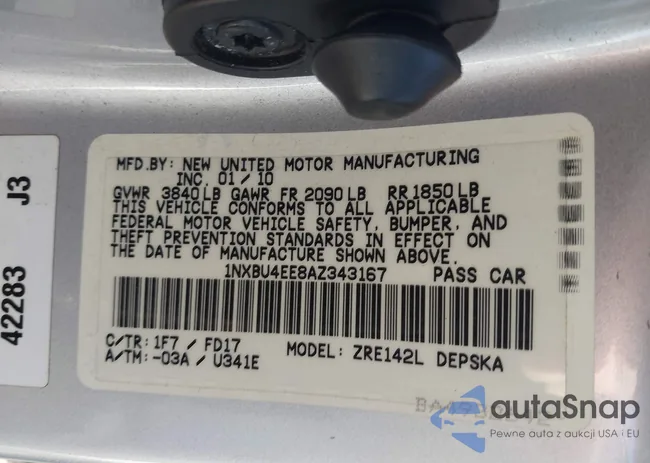 MFD.BY: NEW UNITED MOTOR MANUFACTURING
INC. 01/10
GVWR 3840LB GAWR FR 2090LB RR1850LB
THIS VEHICLE CONFORMS TO ALL APPLICABLE
FEDERAL MOTOR VEHICLE SAFETY, BUMPER, AND
THEFT PREVENTION STANDARDS IN EFFECT ON
THE DATE OF MANUFACTURE SHOWN ABOVE.
1NXBU4EE8AZ343167 PASS CAR
C/TR: 1F7 / FD17
MODEL: ZRE142L DEPSKA
A/TM: -03A / U341E
42283 J3
autaSnap
Pewne auta z aukcji USA i EU